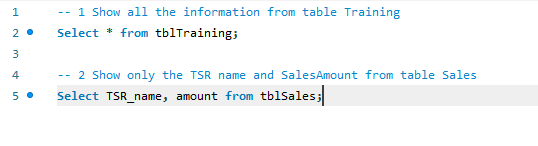 1 -- 1 Show all the information from table Training
2 Select * from tblTraining;
3
4 -- 2 Show only the TSR name and SalesAmount from table Sales
5 Select TSR_name, amount from tblSales;